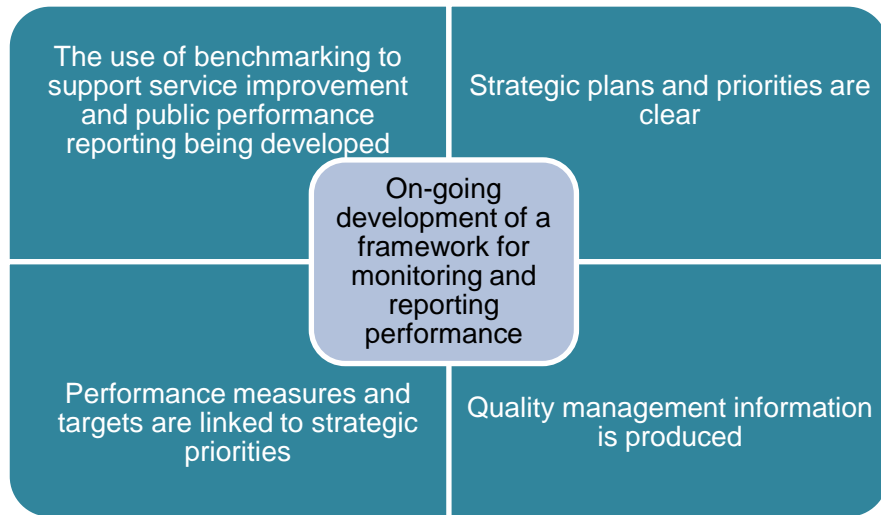 The use of benchmarking to
support service improvement
and public performance
reporting being developed
Strategic plans and priorities are
clear
On-going
development of a
framework for
monitoring and
reporting
performance
Performance measures and
targets are linked to strategic
priorities
Quality management information
is produced